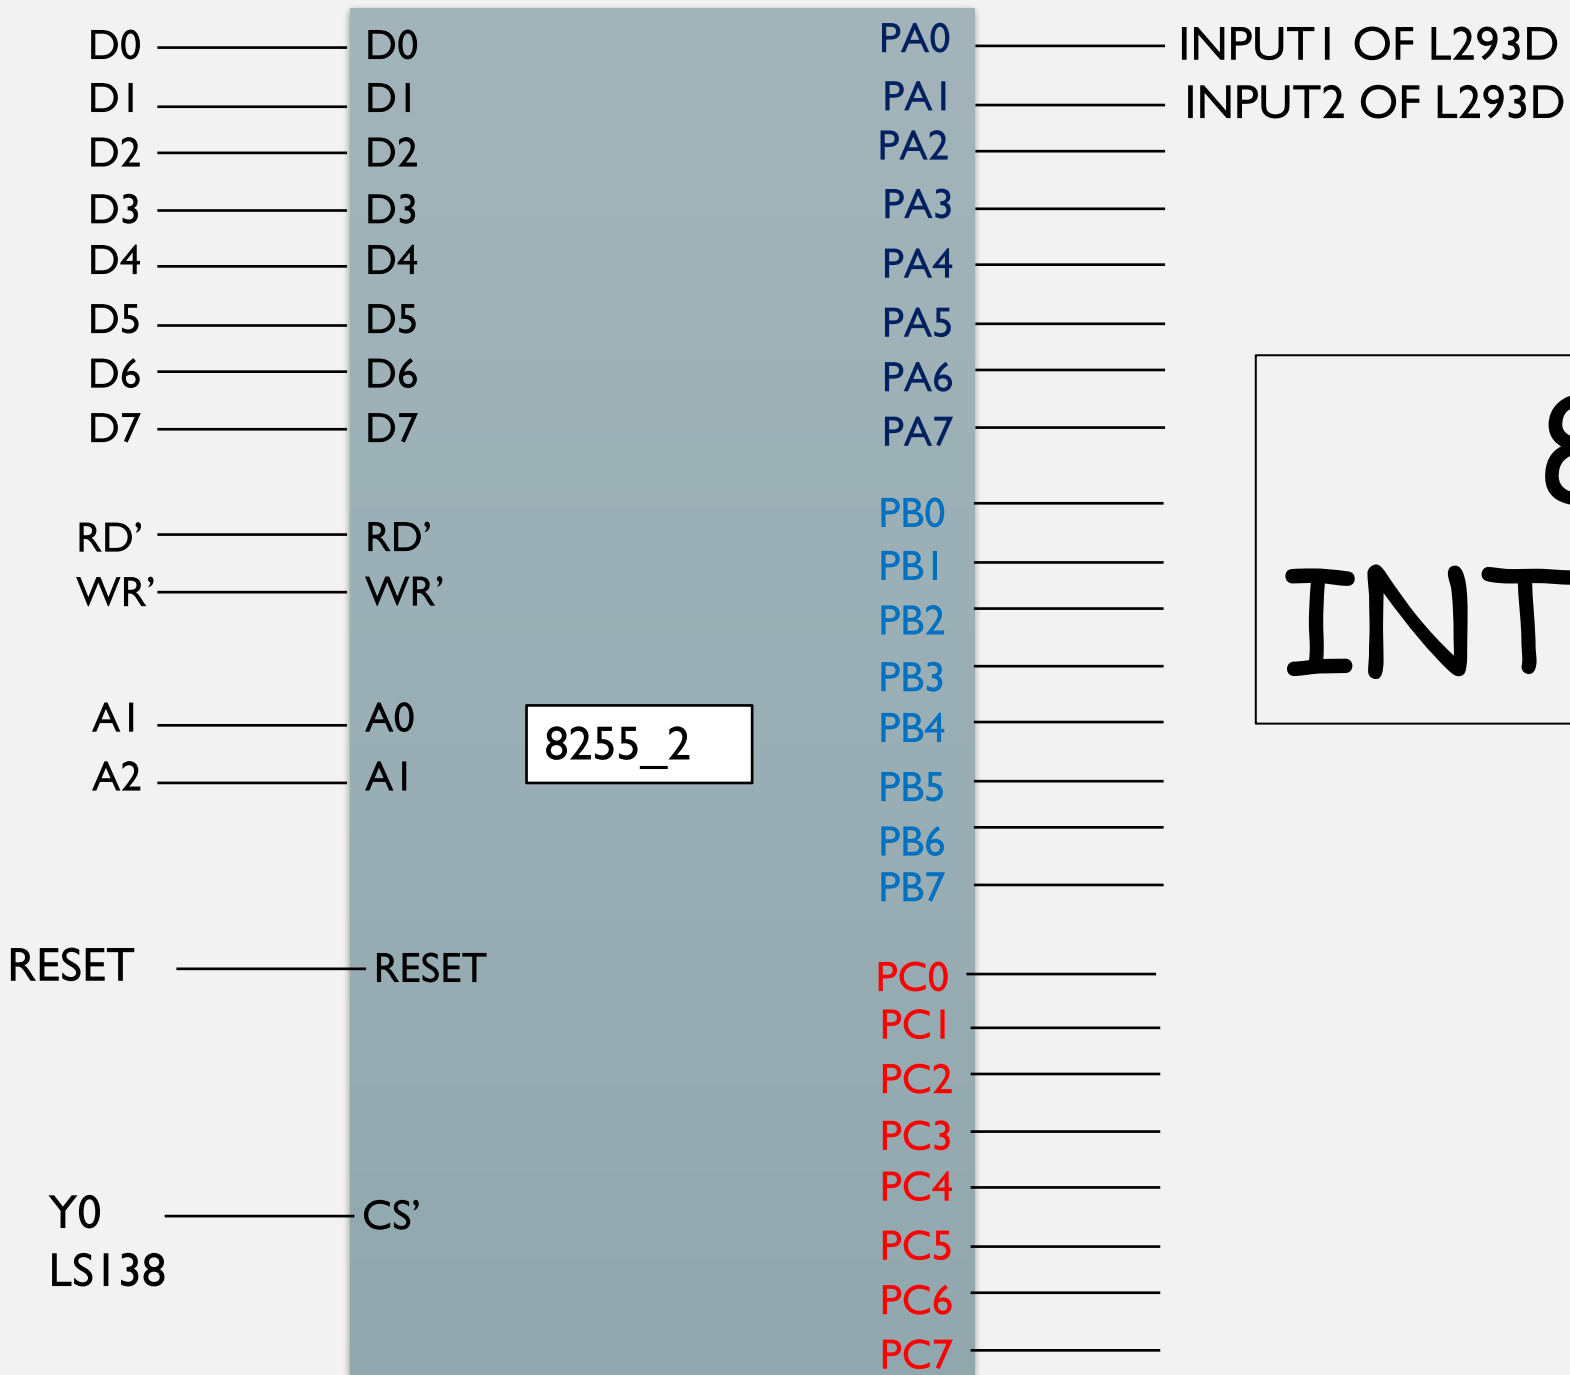 D0 D0 PA0 INPUT1 OF L293D
D1 D1 PA1 INPUT2 OF L293D
D2 D2 PA2
D3 D3 PA3
D4 D4 PA4
D5 D5 PA5
D6 D6 PA6
D7 D7 PA7
PB0
RD’ RD’
PB1
WR’ WR’
PB2
PB3
A1 A0 PB4
8255_2
A2 A1 PB5
PB6
PB7
RESET RESET PC0
PC1
PC2
PC3
PC4
Y0 CS’
PC5
LS138
PC6
PC7
8
INT